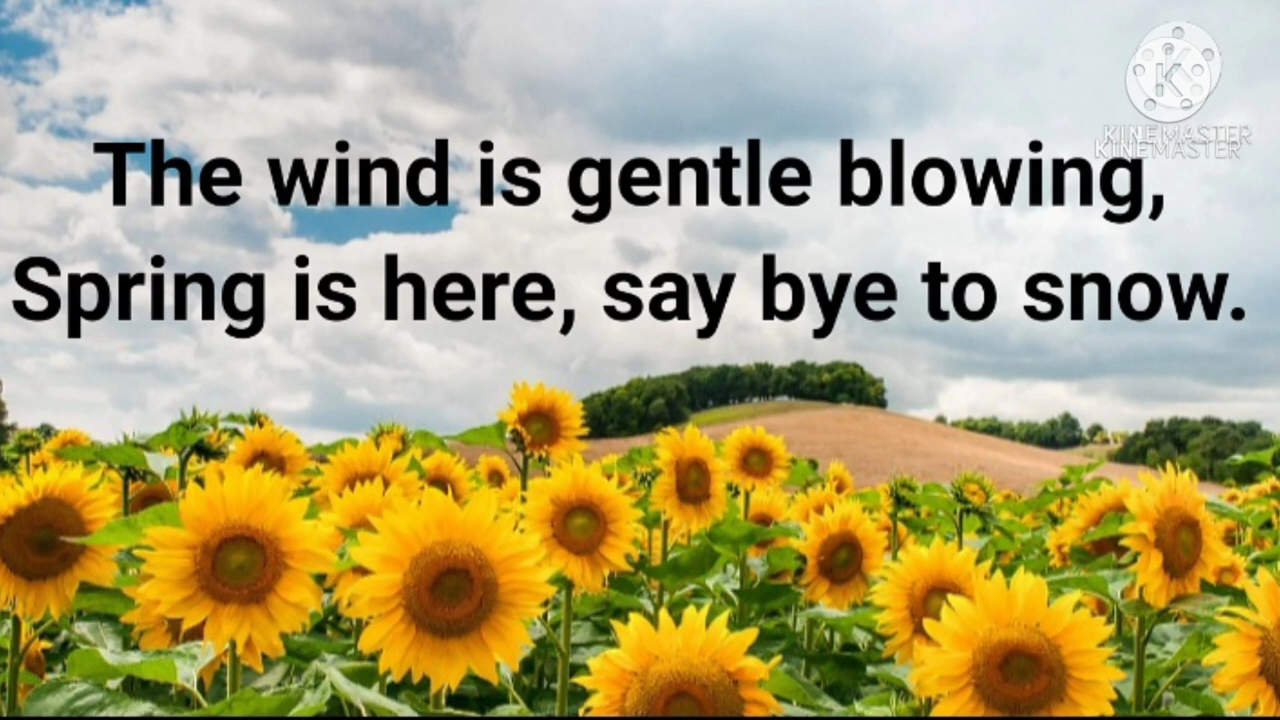 K
KINEMASTER
KINEMASTER
The wind is gentle blowing,
Spring is here, say bye to snow.